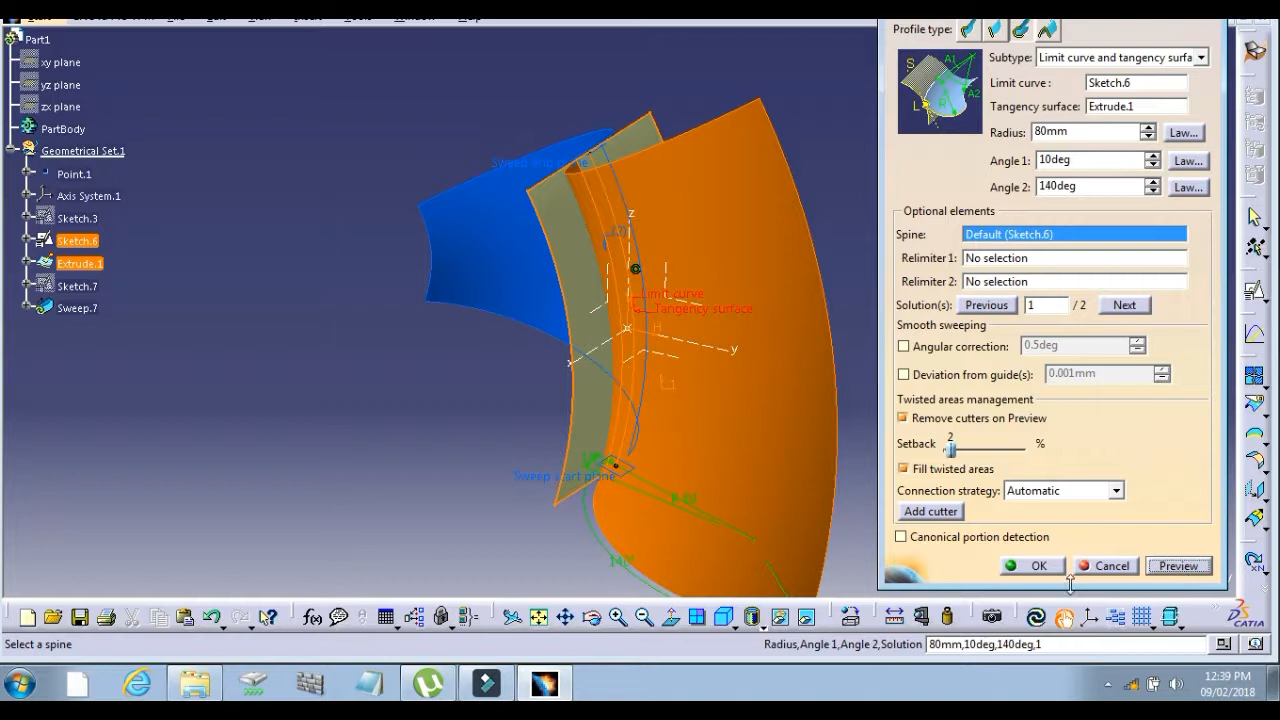 Part1
xy plane
yz plane
zx plane
PartBody
Geometrical Set.1
Point.1
Axis System.1
Sketch.3
Sketch.6
Extrude.1
Sketch.7
Sweep.7
z
Limit curve
Tangency surface
H
y
x
Sweep start plane
140
Profile type:
Subtype: Limit curve and tangency surfa
S A1
A2
R
L
Limit curve : Sketch.6
Tangency surface: Extrude.1
Radius: 80mm Law...
Angle 1: 10deg Law...
Angle 2: 140deg Law...
Optional elements
Spine: Default (Sketch.6)
Relimiter 1: No selection
Relimiter 2: No selection
Solution(s): Previous 1 / 2 Next
Smooth sweeping
Angular correction: 0.5deg
Deviation from guide(s): 0.001mm
Twisted areas management
Remove cutters on Preview
2
Setback %
Fill twisted areas
Connection strategy: Automatic
Add cutter
Canonical portion detection
OK Cancel Preview
f(x)
CATIA
Select a spine
Radius,Angle 1,Angle 2,Solution 80mm,10deg,140deg,1
12:39 PM
09/02/2018